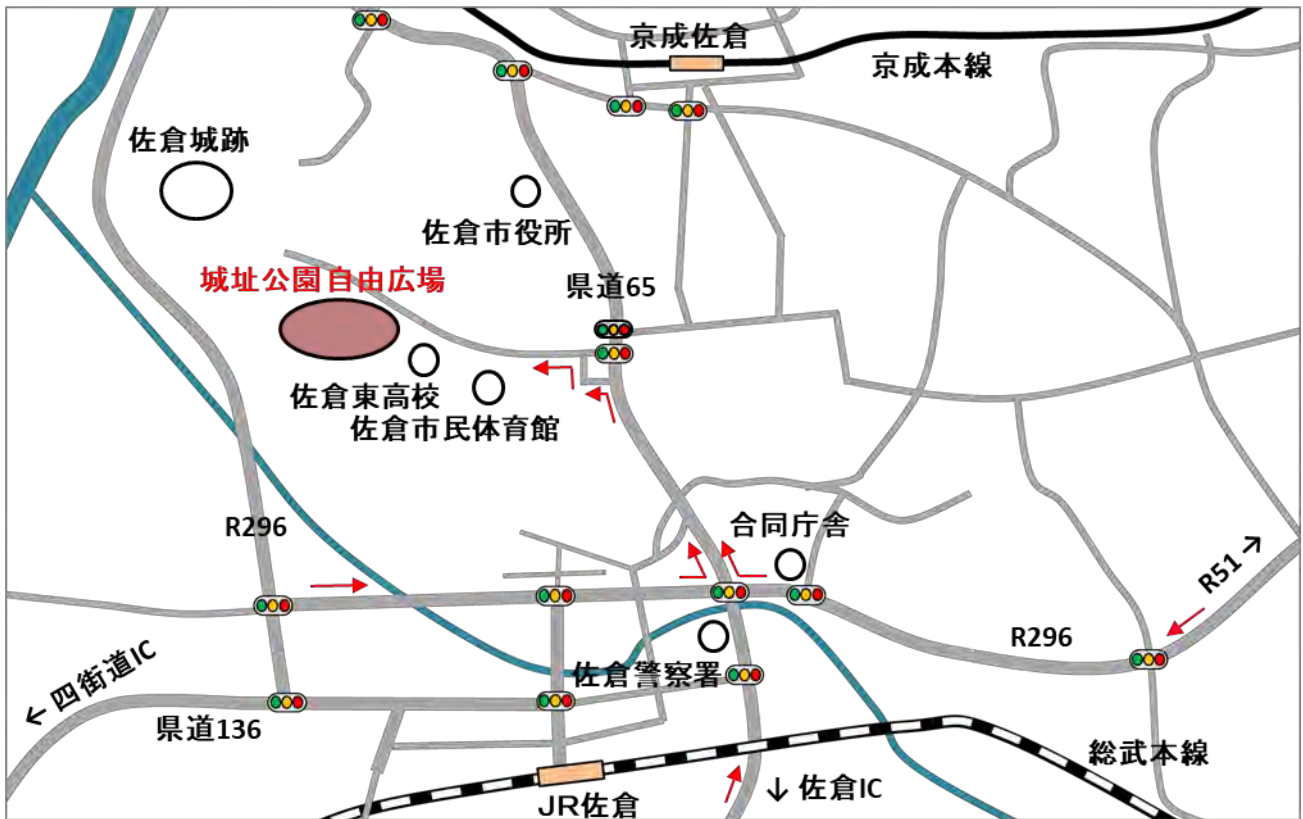 京成佐倉
京成本線
佐倉城跡
佐倉市役所
城址公園自由広場
県道65
佐倉東高校
佐倉市民体育館
R296
合同庁舎
R51→
R296
佐倉警察署
←四街道IC
県道136
総武本線
JR佐倉
↓佐倉IC